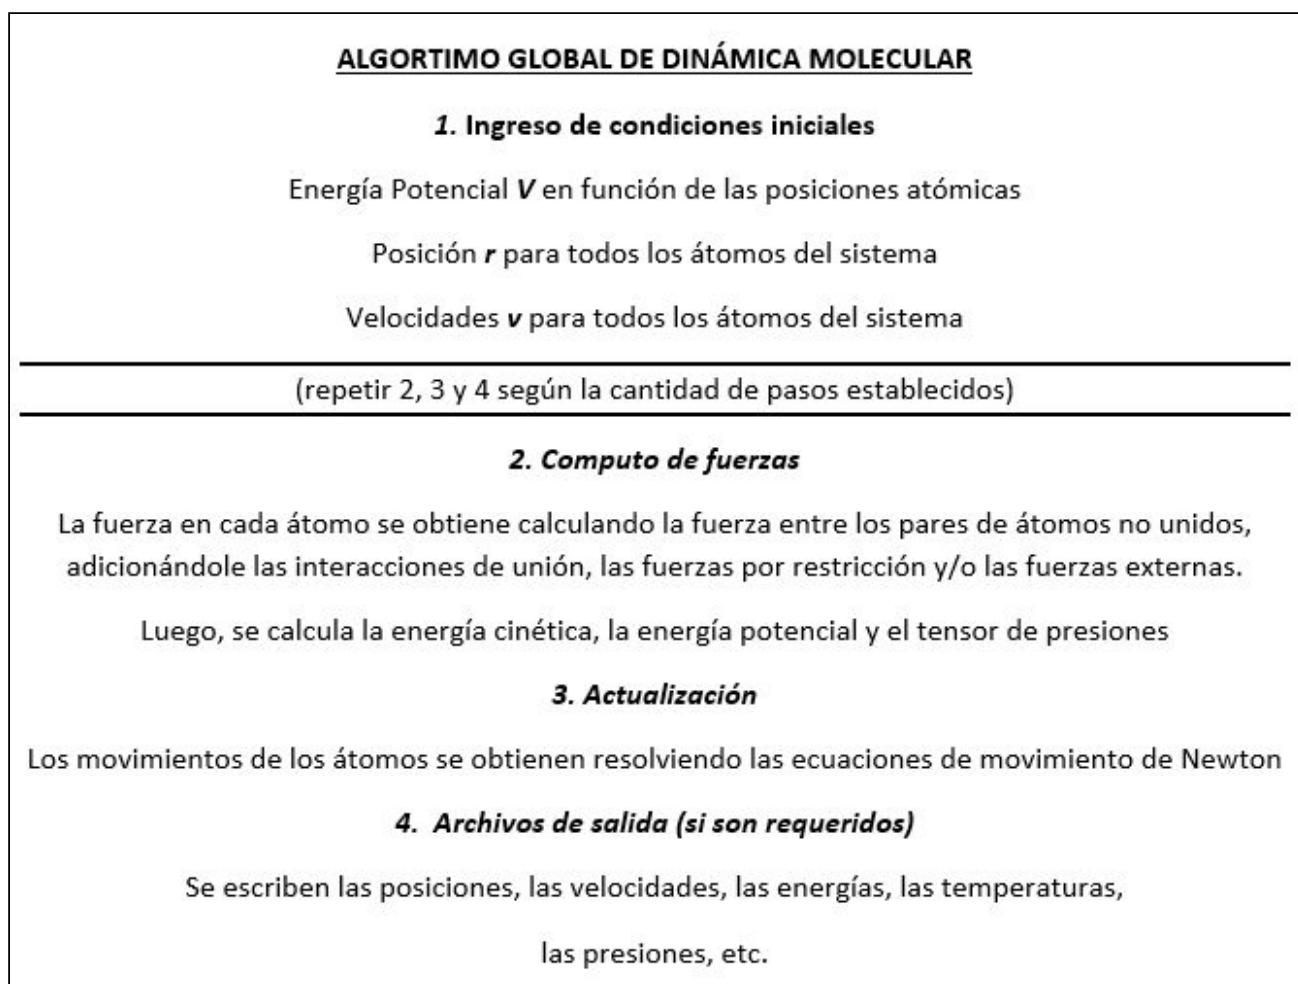 ALGORTIMO GLOBAL DE DINÁMICA MOLECULAR
1. Ingreso de condiciones iniciales
Energía Potencial V en función de las posiciones atómicas
Posición r para todos los átomos del sistema
Velocidades v para todos los átomos del sistema
(repetir 2, 3 y 4 según la cantidad de pasos establecidos)
2. Computo de fuerzas
La fuerza en cada átomo se obtiene calculando la fuerza entre los pares de átomos no unidos,
adicionándole las interacciones de unión, las fuerzas por restricción y/o las fuerzas externas.
Luego, se calcula la energía cinética, la energía potencial y el tensor de presiones
3. Actualización
Los movimientos de los átomos se obtienen resolviendo las ecuaciones de movimiento de Newton
4. Archivos de salida (si son requeridos)
Se escriben las posiciones, las velocidades, las energías, las temperaturas,
las presiones, etc.